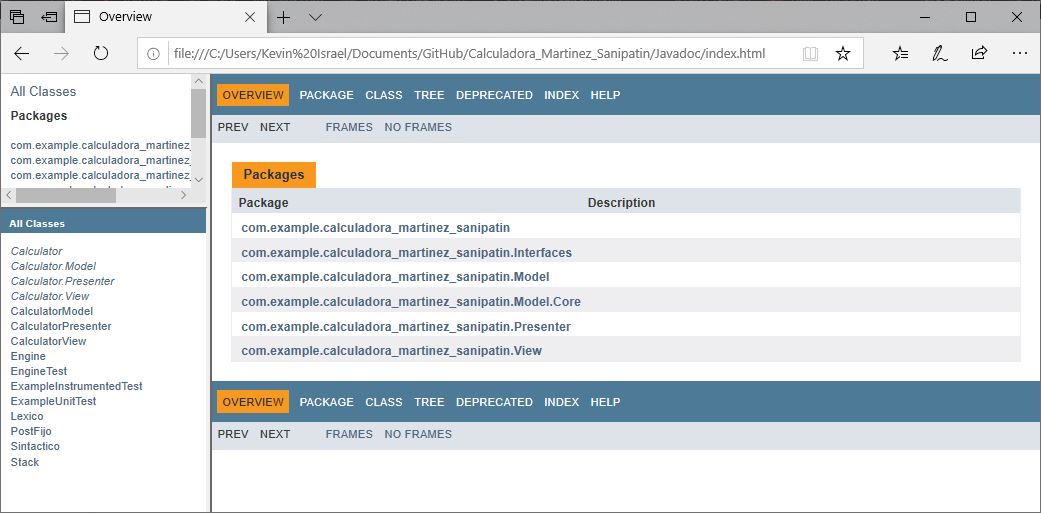 Overview
file:///C:/Users/Kevin%20Israel/Documents/GitHub/Calculadora_Martinez_Sanipatin/Javadoc/index.html
All Classes
Packages
com.example.calculadora_martinez_
com.example.calculadora_martinez_
com.example.calculadora_martinez_
All Classes
Calculator
Calculator.Model
Calculator.Presenter
Calculator.View
CalculatorModel
CalculatorPresenter
CalculatorView
Engine
EngineTest
ExampleInstrumentedTest
ExampleUnitTest
Lexico
PostFijo
Sintactico
Stack
OVERVIEW PACKAGE CLASS TREE DEPRECATED INDEX HELP
PREV NEXT FRAMES NO FRAMES
Packages
Package Description
com.example.calculadora_martinez_sanipatin
com.example.calculadora_martinez_sanipatin.Interfaces
com.example.calculadora_martinez_sanipatin.Model
com.example.calculadora_martinez_sanipatin.Model.Core
com.example.calculadora_martinez_sanipatin.Presenter
com.example.calculadora_martinez_sanipatin.View
OVERVIEW PACKAGE CLASS TREE DEPRECATED INDEX HELP
PREV NEXT FRAMES NO FRAMES